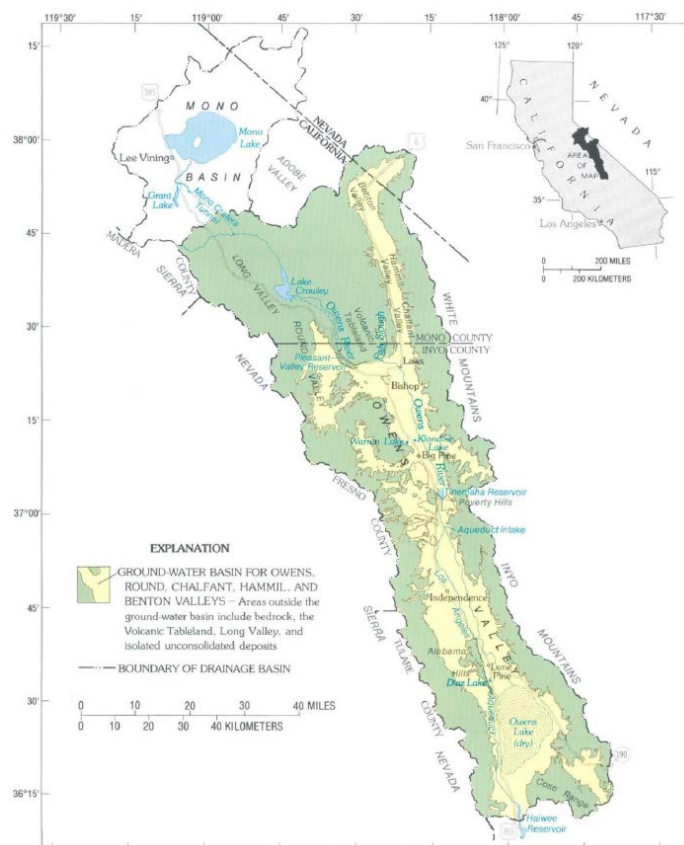 119°30'
15'
119°00'
45'
30'
15'
118°00'
45'
117°30'
15'
395
MONO
Mono
Lake
Lee Vining
BASIN
Grant
Lake
Mono Craters
Tunnel
NEVADA
CALIFORNIA
ADOBE
VALLEY
6
125°
120°
40°
NEVADA
CALIFORNIA
San Francisco
AREA
OF
MAP
115°
35°
Los Angeles
0 200 MILES
0 200 KILOMETERS
38°00'
Benton
Valley
45'
MADERA
COUNTY
SIERRA
LONG
VALLEY
Lake
Crowley
Hammil
Valley
Chalfant
Valley
WHITE
MOUNTAINS
30'
Owens River
Volcanic
Tableland
Fish Slough
ROUND
VALLEY
MONO COUNTY
INYO COUNTY
Pleasant
Valley Reservoir
Laws
NEVADA
Bishop
15'
OWENS
Owens
River
Warren Lake
Klondike
Lake
Big Pine
Tinemaha Reservoir
Poverty Hills
37°00'
FRESNO
COUNTY
Aqueduct Intake
INYO
MOUNTAINS
EXPLANATION
GROUND-WATER BASIN FOR OWENS,
ROUND, CHALFANT, HAMMIL, AND
BENTON VALLEYS – Areas outside the
ground-water basin include bedrock, the
Volcanic Tableland, Long Valley, and
isolated unconsolidated deposits
BOUNDARY OF DRAINAGE BASIN
45'
Independence
Los
Angeles
Aqueduct
VALLEY
SIERRA
TULARE
COUNTY
NEVADA
Alabama
Hills
Lone
Pine
Diaz Lake
30'
0 10 20 30 40 MILES
0 10 20 30 40 KILOMETERS
Owens
Lake
(dry)
190
Coso Range
36°15'
395
Haiwee
Reservoir